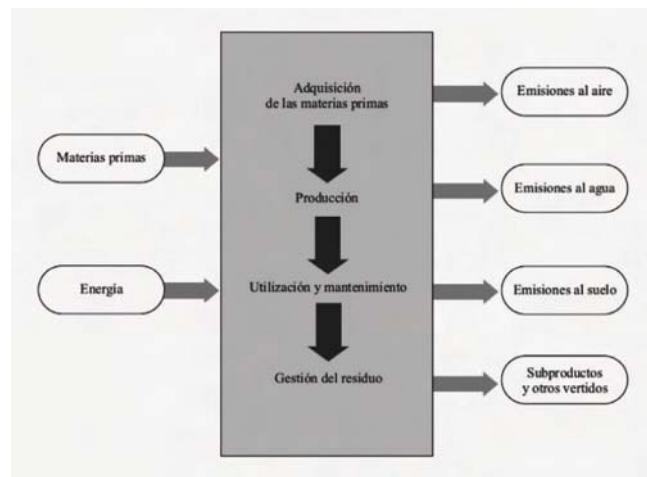 Materias primas
Energía
Adquisición
de las materias primas
Producción
Utilización y mantenimiento
Gestión del residuo
Emisiones al aire
Emisiones al agua
Emisiones al suelo
Subproductos
y otros vertidos